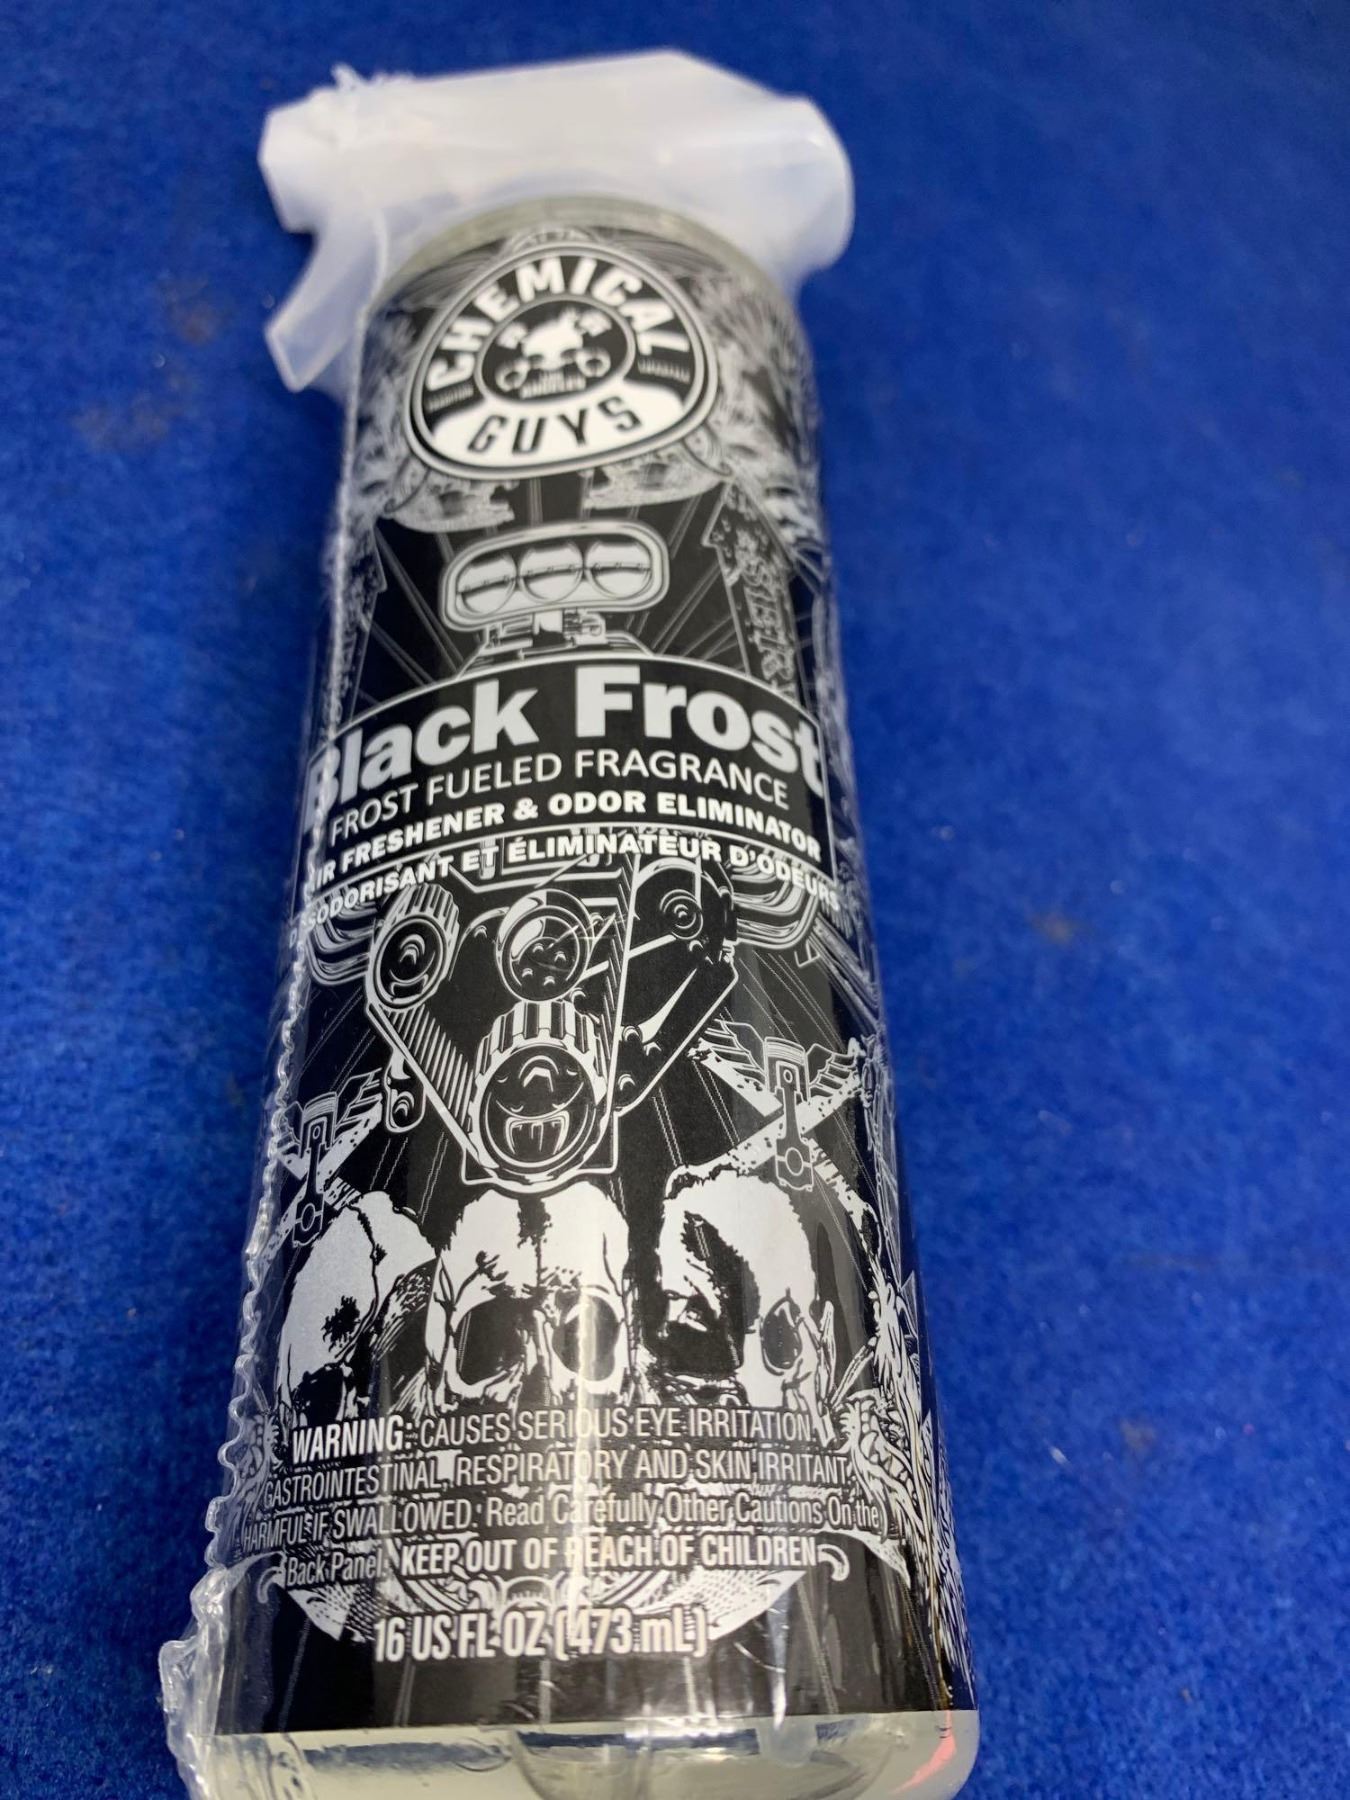 CHEMICAL
GUYS
Black Frost
FROST FUELED FRAGRANCE
AIR FRESHENER & ODOR ELIMINATOR
DÉSODORISANT ET ÉLIMINATEUR D'ODEURS
WARNING: CAUSES SERIOUS EYE IRRITATION.
GASTROINTESTINAL, RESPIRATORY AND SKIN IRRITANT,
HARMFUL IF SWALLOWED. Read Carefully Other Cautions On the
Back Panel. KEEP OUT OF REACH OF CHILDREN
16 US FL OZ (473 mL)